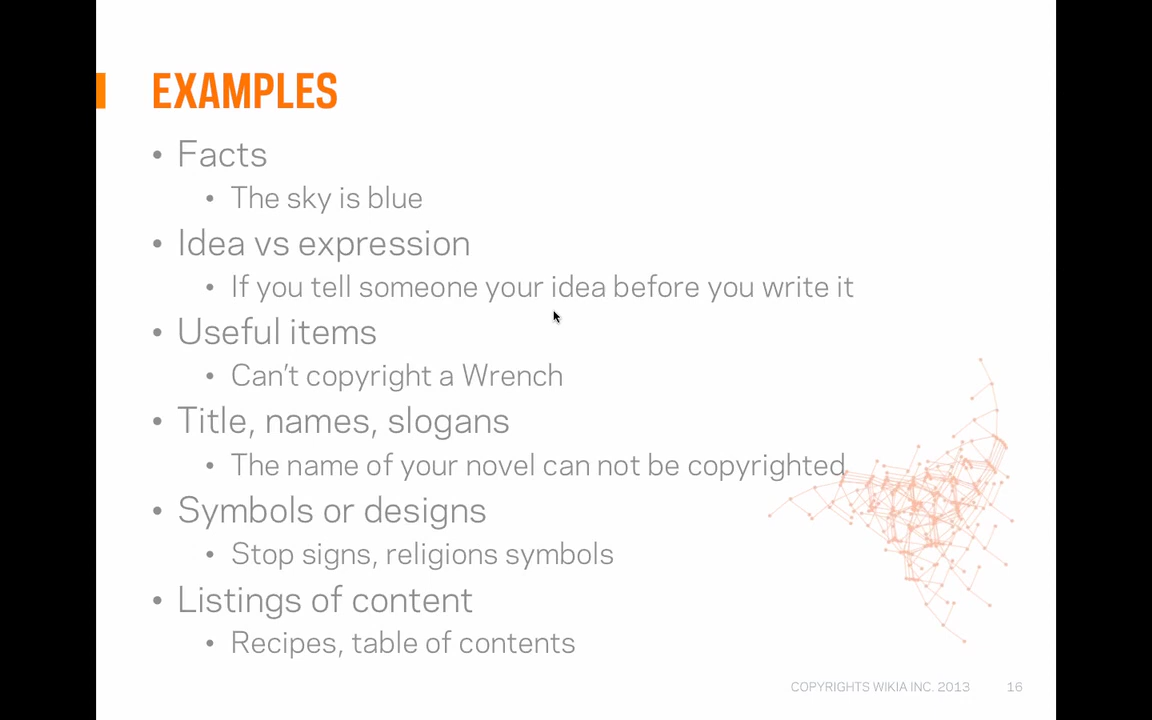 EXAMPLES
• Facts
• The sky is blue
• Idea vs expression
• If you tell someone your idea before you write it
• Useful items
• Can't copyright a Wrench
• Title, names, slogans
• The name of your novel can not be copyrighted
• Symbols or designs
• Stop signs, religions symbols
• Listings of content
• Recipes, table of contents
COPYRIGHTS WIKIA INC. 2013 16